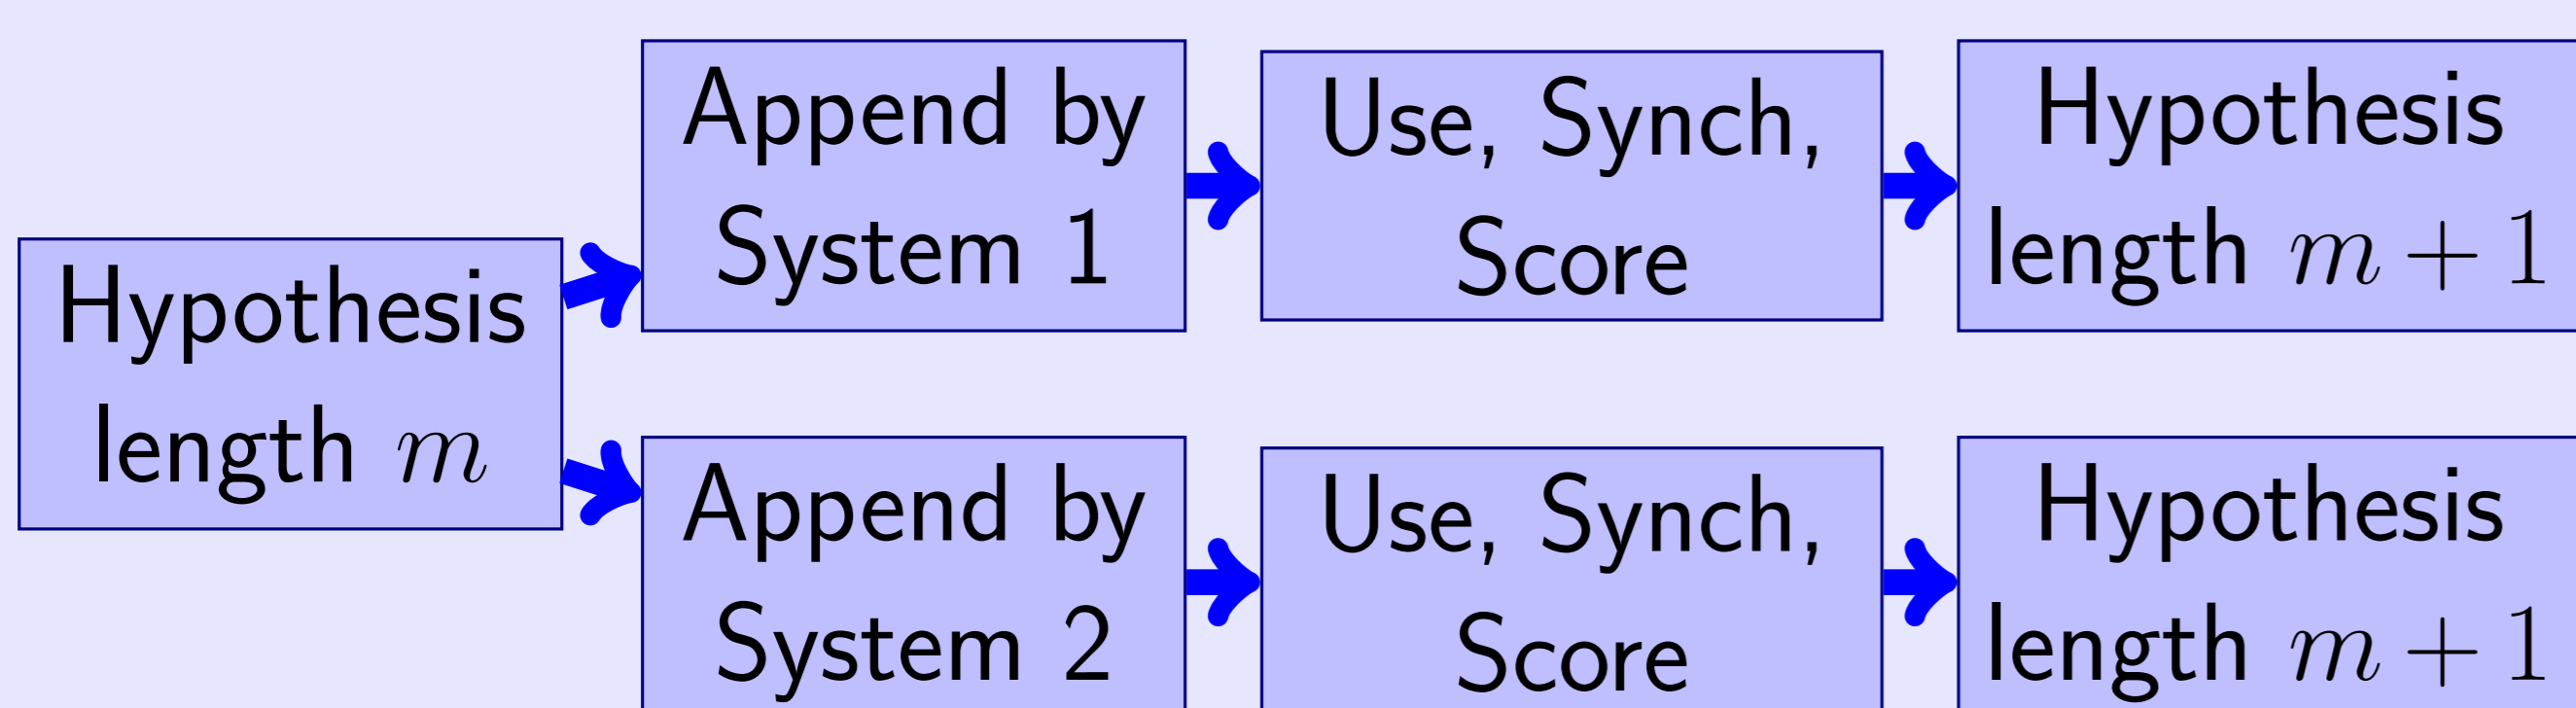 Hypothesis
length m
Append by
System 1
Use, Synch,
Score
Hypothesis
length m + 1
Append by
System 2
Use, Synch,
Score
Hypothesis
length m + 1